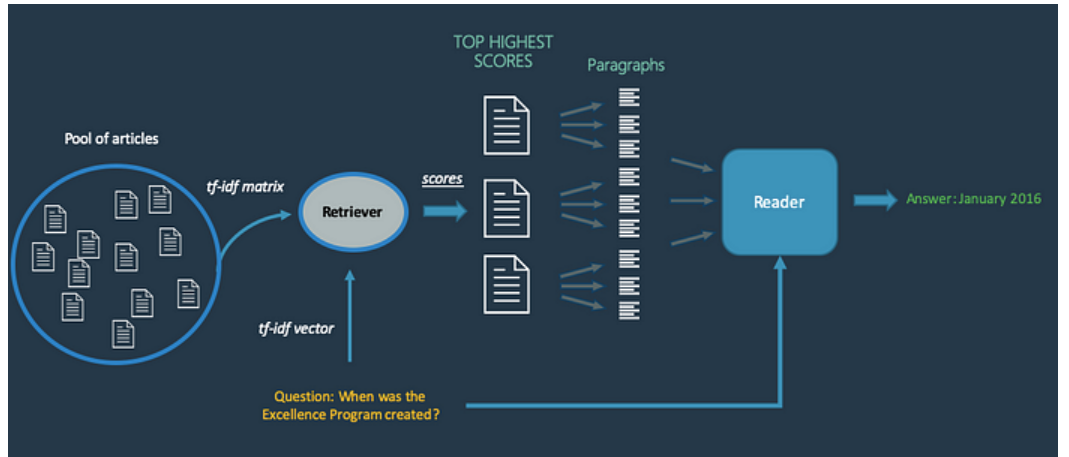 TOP HIGHEST
SCORES
Paragraphs
Pool of articles
tf-idf matrix
Retriever
scores
Reader
Answer: January 2016
tf-idf vector
Question: When was the
Excellence Program created?